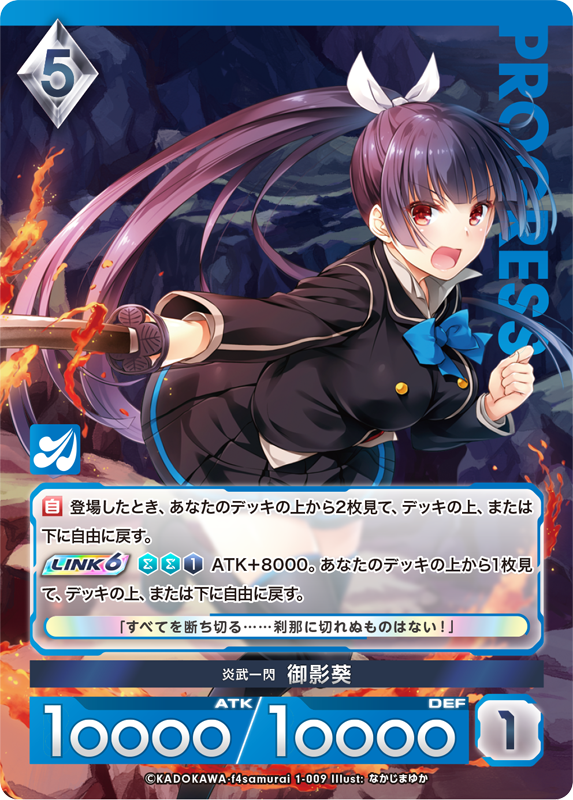 5
PROGRESS
自 登場したとき、あなたのデッキの上から2枚見て、デッキの上、または
下に自由に戻す。
LINK6 Σ Σ 1 ATK+8000。あなたのデッキの上から1枚見
て、デッキの上、または下に自由に戻す。
「すべてを断ち切る……刹那に切れぬものはない！」
炎武一閃 御影葵
ATK DEF
10000/10000 1
©KADOKAWA-f4samurai 1-009 Illust: なかじまゆか